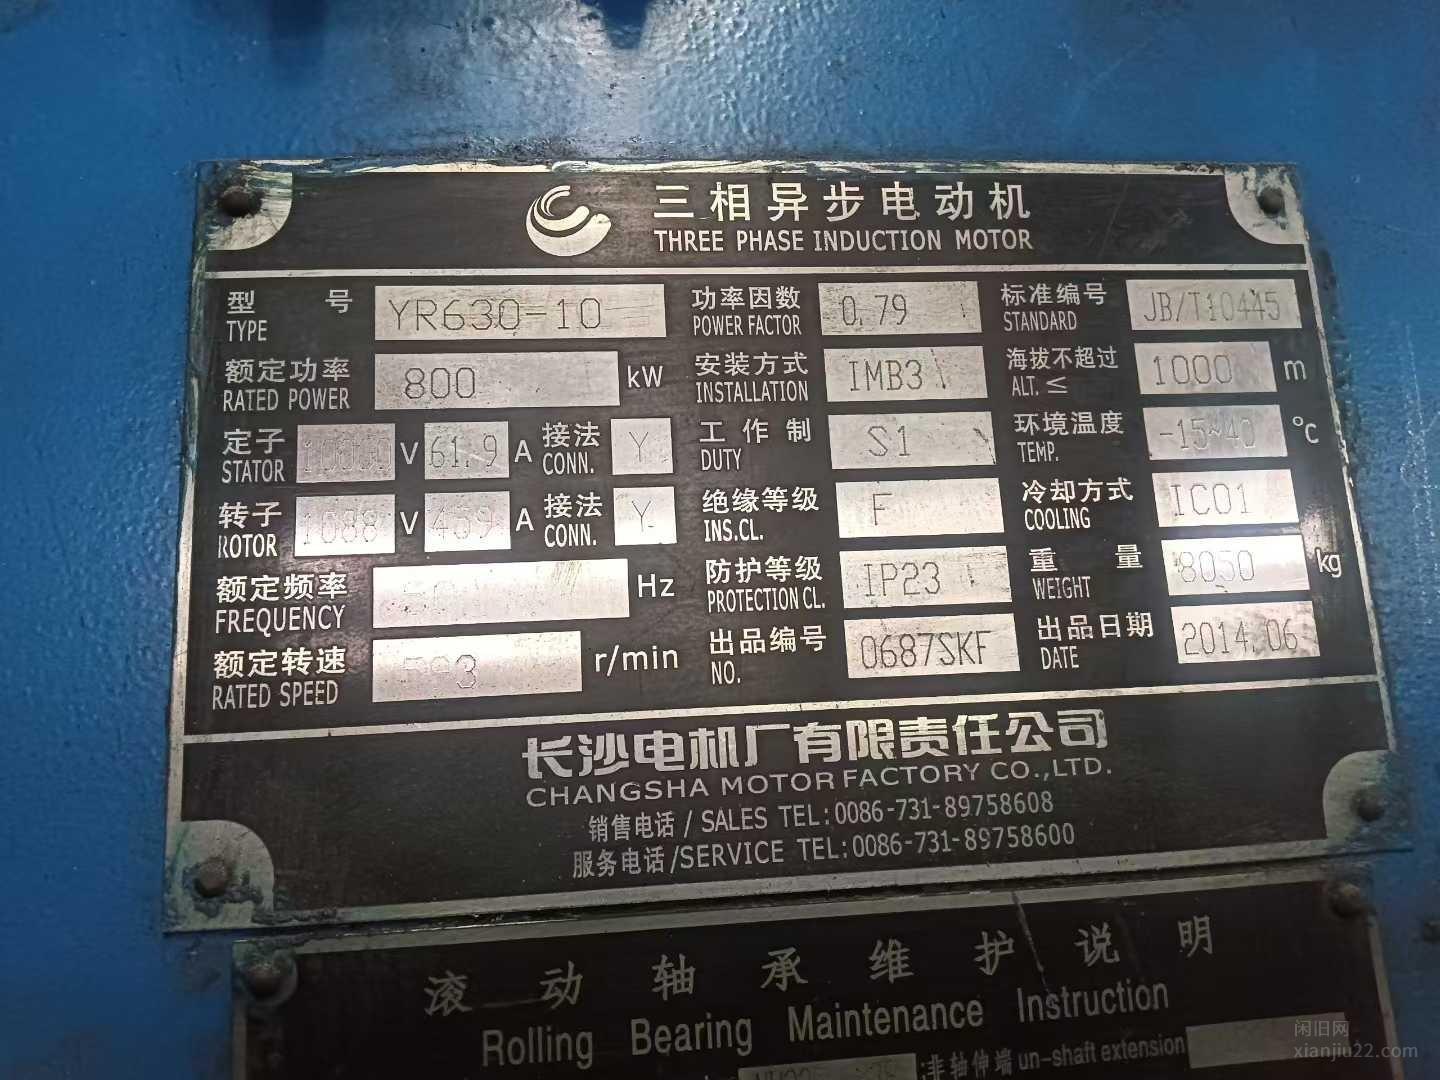 三相异步电动机
THREE PHASE INDUCTION MOTOR
型号 YR630-10 功率因数 0.79 标准编号 JB/T10445
TYPE POWER FACTOR STANDARD
额定功率 800 kW 安装方式 IMB3 海拔不超过 1000 m
RATED POWER INSTALLATION ALT. ≤
定子 10000 V 61.9 A 接法 Y 工作制 S1 环境温度 -15~40 °C
STATOR CONN. DUTY TEMP.
转子 1088 V 459 A 接法 Y 绝缘等级 F 冷却方式 IC01
ROTOR CONN. INS.CL. COOLING
额定频率 Hz 防护等级 IP23 重量 8050 kg
FREQUENCY PROTECTION CL. WEIGHT
额定转速 593 r/min 出品编号 0687SKF 出品日期 2014.06
RATED SPEED NO. DATE
长沙电机厂有限责任公司
CHANGSHA MOTOR FACTORY CO.,LTD.
销售电话 / SALES TEL:0086-731-89758608
服务电话/SERVICE TEL:0086-731-89758600
滚动轴承维护说明
Rolling Bearing Maintenance Instruction
;非轴伸端 un-shaft extension
闲旧网
xianjiu22.com